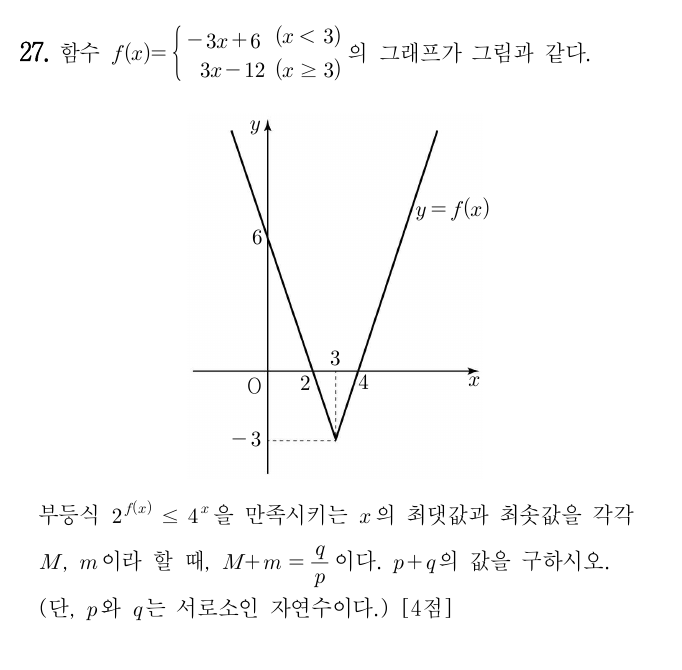 27. 함수 f(x)= { -3x+6 (x < 3)
3x-12 (x ≥ 3) 의 그래프가 그림과 같다.
y
y=f(x)
6
3
O 2 4 x
-3
부등식 2^{f(x)} ≤ 4^x 을 만족시키는 x의 최댓값과 최솟값을 각각
M, m이라 할 때, M+m = q/p 이다. p+q의 값을 구하시오.
(단, p와 q는 서로소인 자연수이다.) [4점]